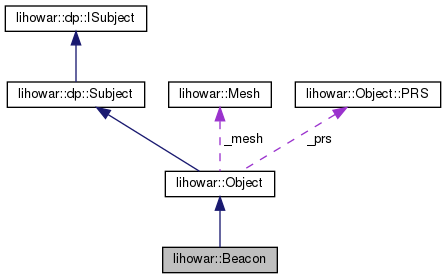 lihowar::dp::ISubject
lihowar::dp::Subject
lihowar::Mesh
lihowar::Object::PRS
_mesh
_prs
lihowar::Object
lihowar::Beacon